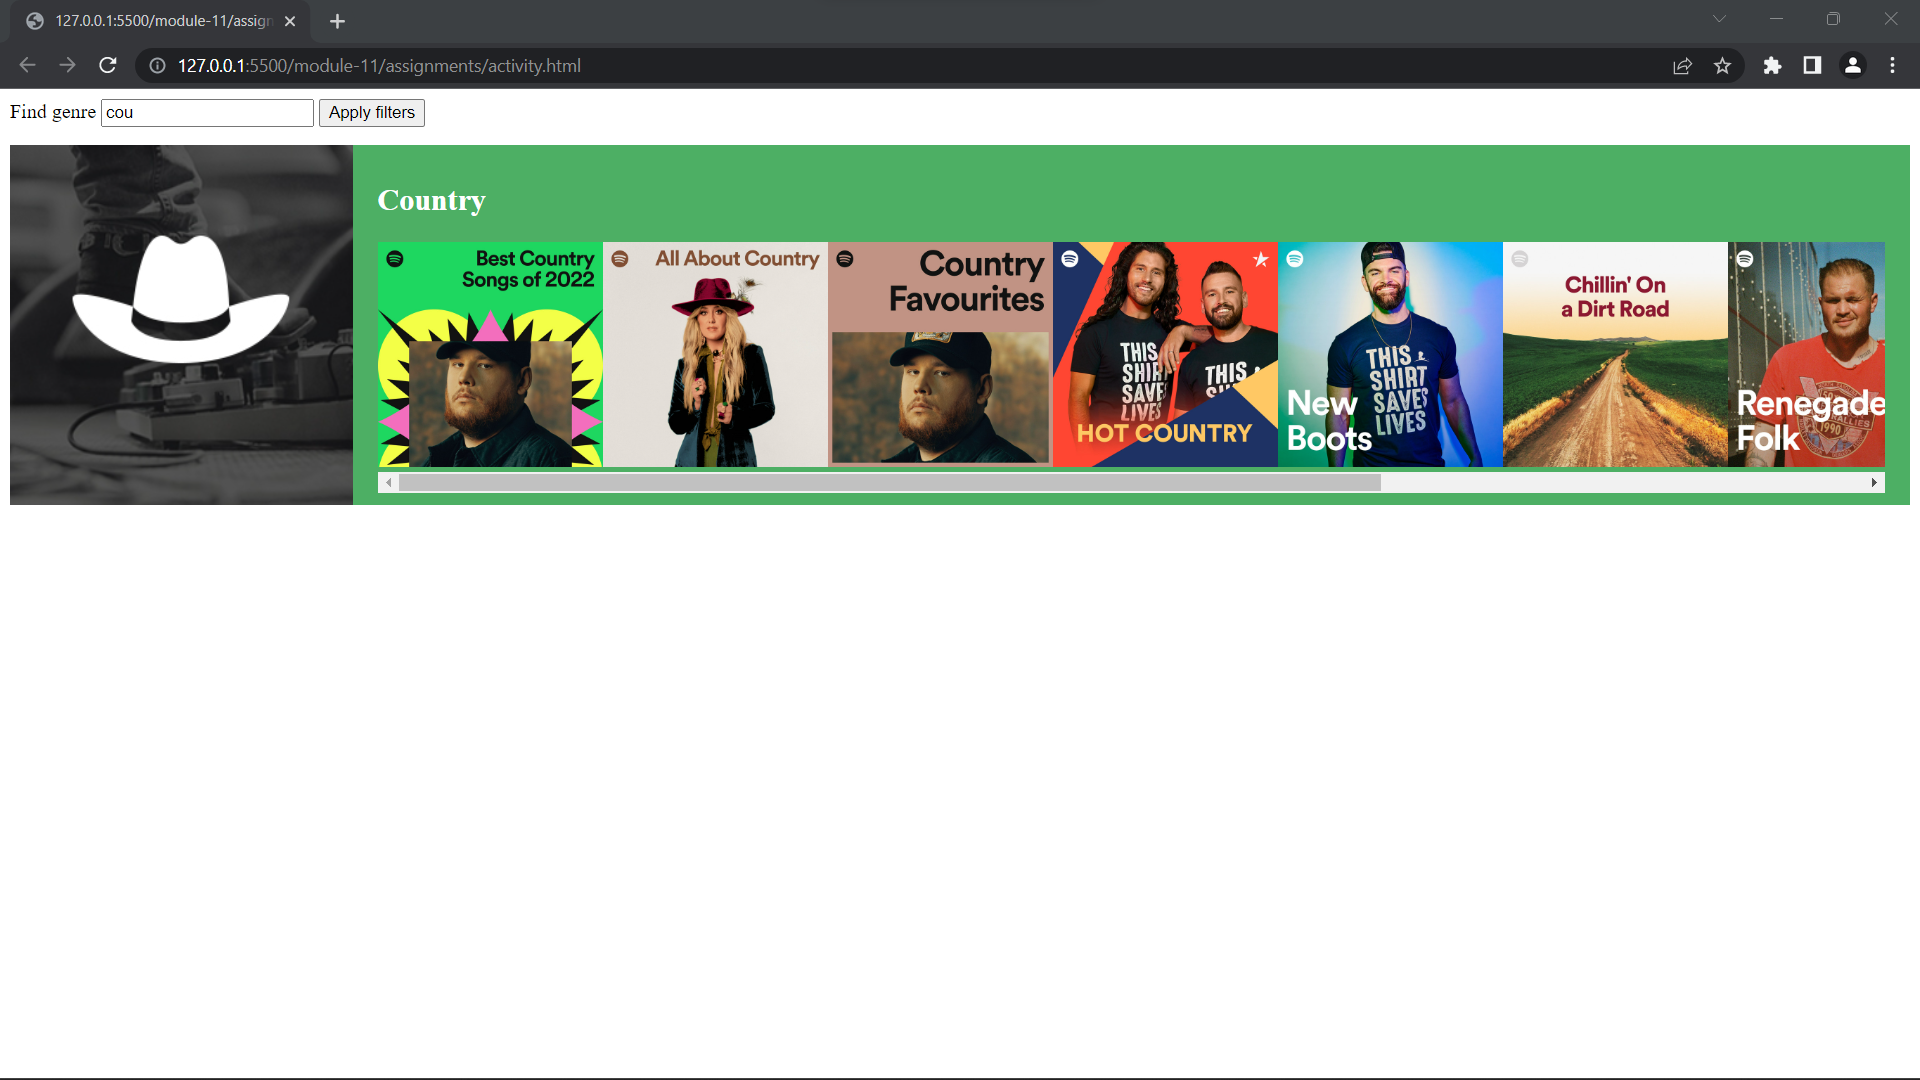 127.0.0.1:5500/module-11/assign
127.0.0.1:5500/module-11/assignments/activity.html
Find genre cou Apply filters
Country
Best Country
Songs of 2022
All About Country
Country
Favourites
THIS
SHIRT
SAVES
LIVES
THIS
HOT COUNTRY
THIS
SHIRT
SAVES
LIVES
New
Boots
Chillin' On
a Dirt Road
Renegade
Folk
1990